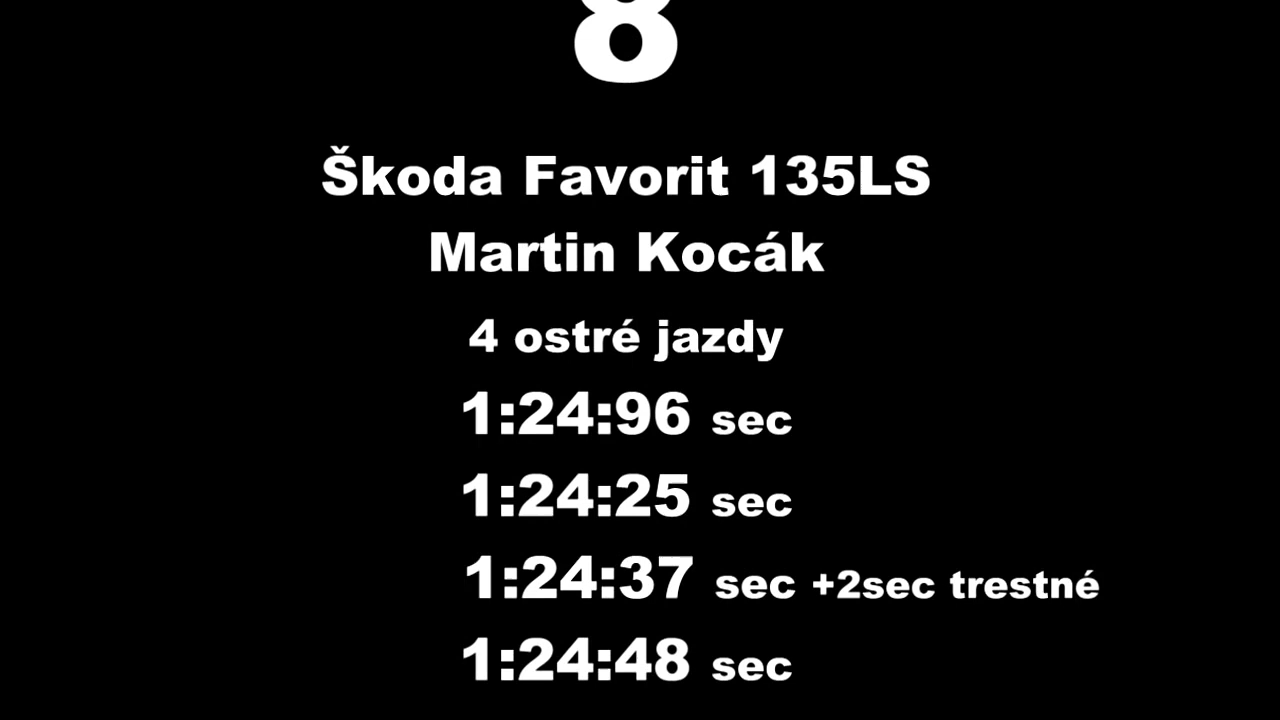 8
Škoda Favorit 135LS
Martin Kocák
4 ostré jazdy
1:24:96 sec
1:24:25 sec
1:24:37 sec +2sec trestné
1:24:48 sec